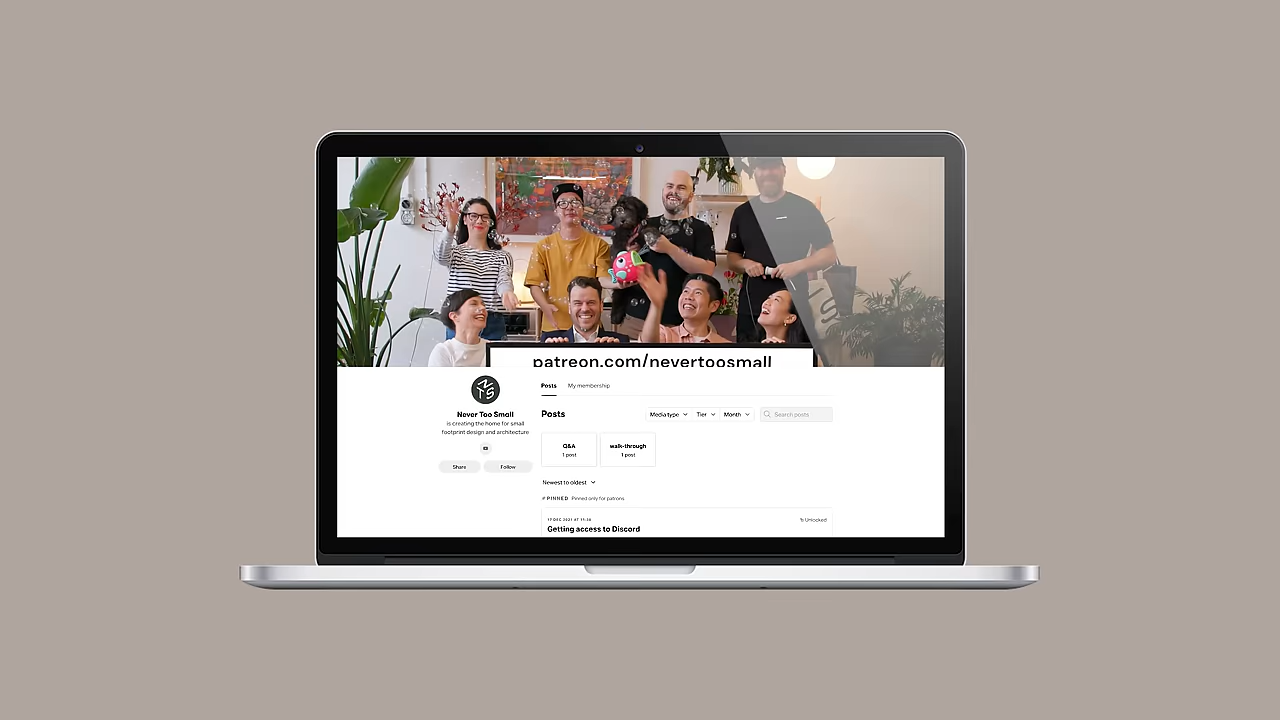 patreon.com/nevertoosmall
NTS
Never Too Small
is creating the home for small
footprint design and architecture
Share
Follow
Posts
My membership
Posts
Media type
Tier
Month
Search posts
Q&A
1 post
walk-through
1 post
Newest to oldest
PINNED Pinned only for patrons
Unlocked
Getting access to Discord